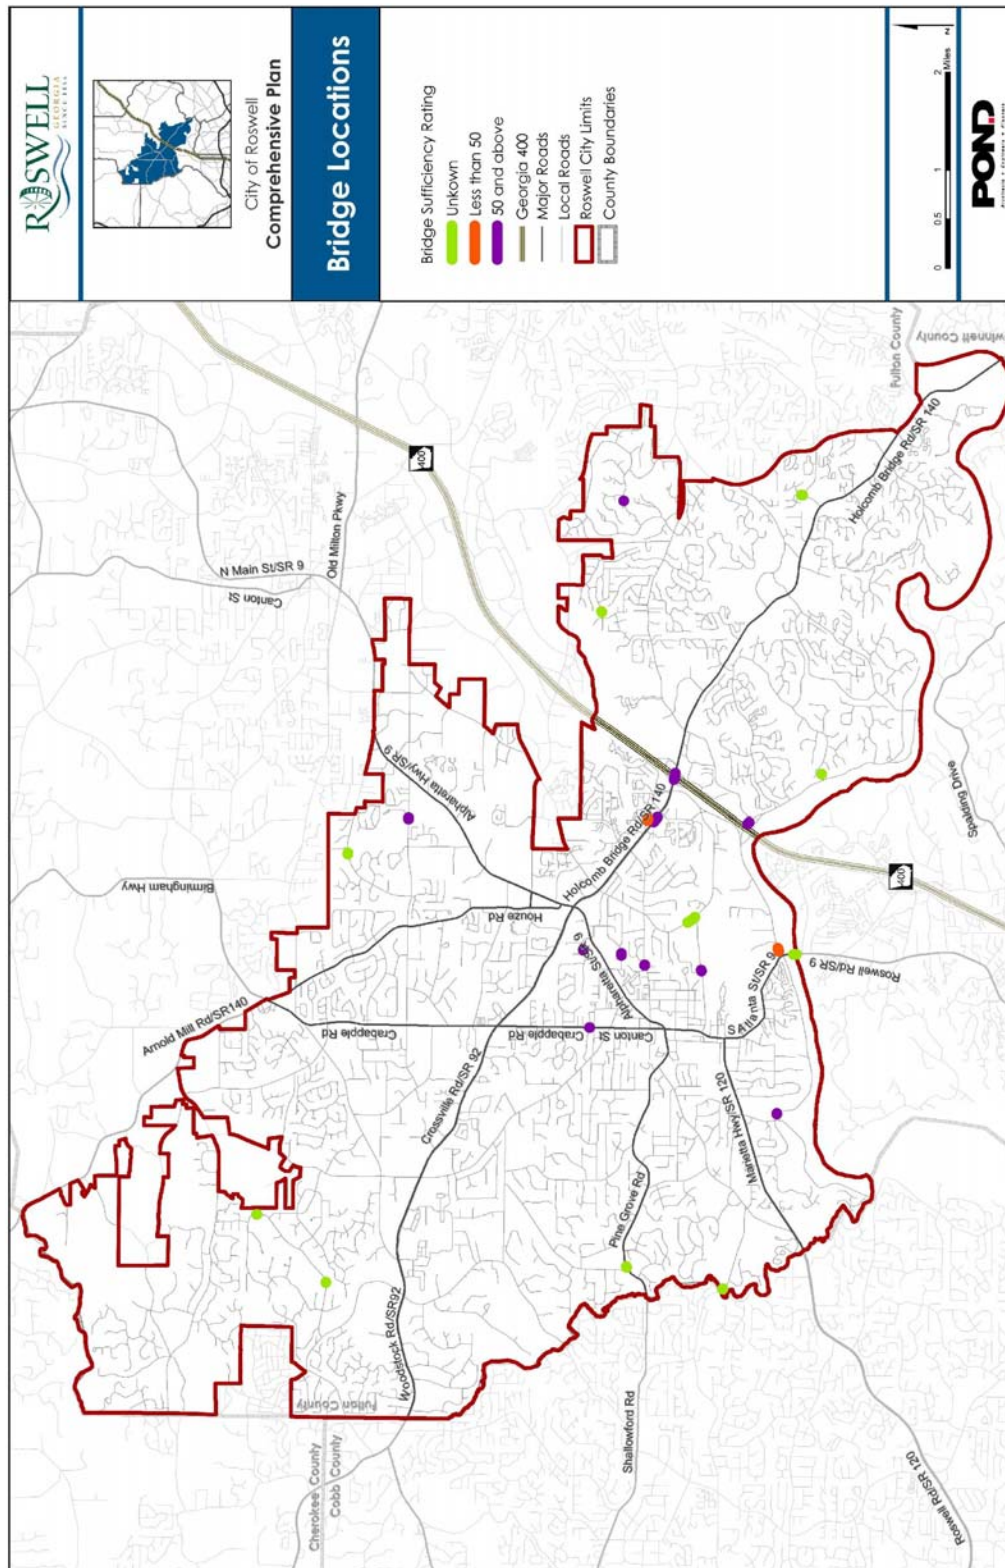 ROSWELL
GEORGIA
City of Roswell
Comprehensive Plan
Bridge Locations
Bridge Sufficiency Rating
Unkown
Less than 50
50 and above
Georgia 400
Major Roads
Local Roads
Roswell City Limits
County Boundaries
0 0.5 1 2
Miles
N
POND
N Main St/SR 9
Canton St
Old Milton Pkwy
400
Birmingham Hwy
Alpharetta Hwy/SR 9
Arnold Mill Rd/SR140
Houze Rd
Holcomb Bridge Rd/SR 140
Holcomb Bridge Rd/SR 140
Fulton County
winnett County
Crabapple Rd
Crabapple Rd
Canton St
Alpharetta St/SR 9
Crossville Rd/SR 92
Woodstock Rd/SR92
Fulton County
Cherokee County
Cobb County
Shallowford Rd
Pine Grove Rd
Marietta Hwy/SR 120
S Atlanta St/SR 9
Roswell Rd/SR 9
Roswell Rd/SR 120
Spalding Drive
400